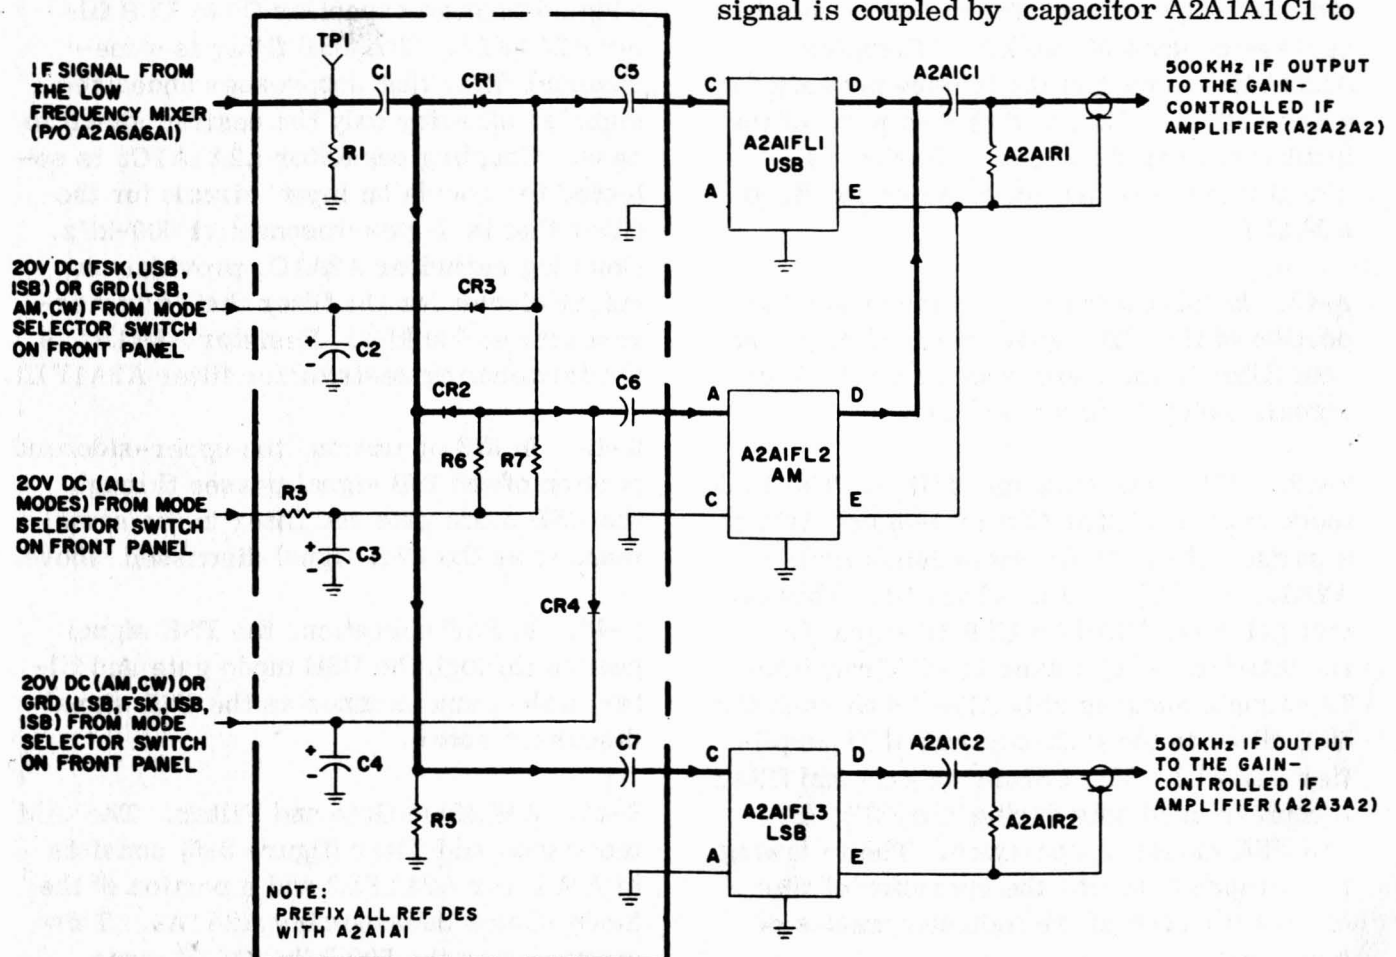 signal is coupled by capacitor A2A1A1C1 to
TP1
IF SIGNAL FROM
THE LOW
FREQUENCY MIXER
(P/O A2A6A6A1)
C1
CR1
C5
R1
C
D
A
E
A2A1FL1
USB
A2A1C1
A2A1R1
500KHz IF OUTPUT
TO THE GAIN-
CONTROLLED IF
AMPLIFIER (A2A2A2)
20V DC (FSK, USB,
ISB) OR GRD (LSB,
AM, CW) FROM MODE
SELECTOR SWITCH
ON FRONT PANEL
+
-
C2
CR3
CR2
C6
R6
R7
A
D
C
E
A2A1FL2
AM
20V DC (ALL
MODES) FROM MODE
SELECTOR SWITCH
ON FRONT PANEL
R3
+
-
C3
CR4
20V DC (AM, CW) OR
GRD (LSB, FSK, USB,
ISB) FROM MODE
SELECTOR SWITCH
ON FRONT PANEL
+
-
C4
C7
R5
C
D
A
E
A2A1FL3
LSB
A2A1C2
A2A1R2
500KHz IF OUTPUT
TO THE GAIN-
CONTROLLED IF
AMPLIFIER (A2A3A2)
NOTE:
PREFIX ALL REF DES
WITH A2A1A1